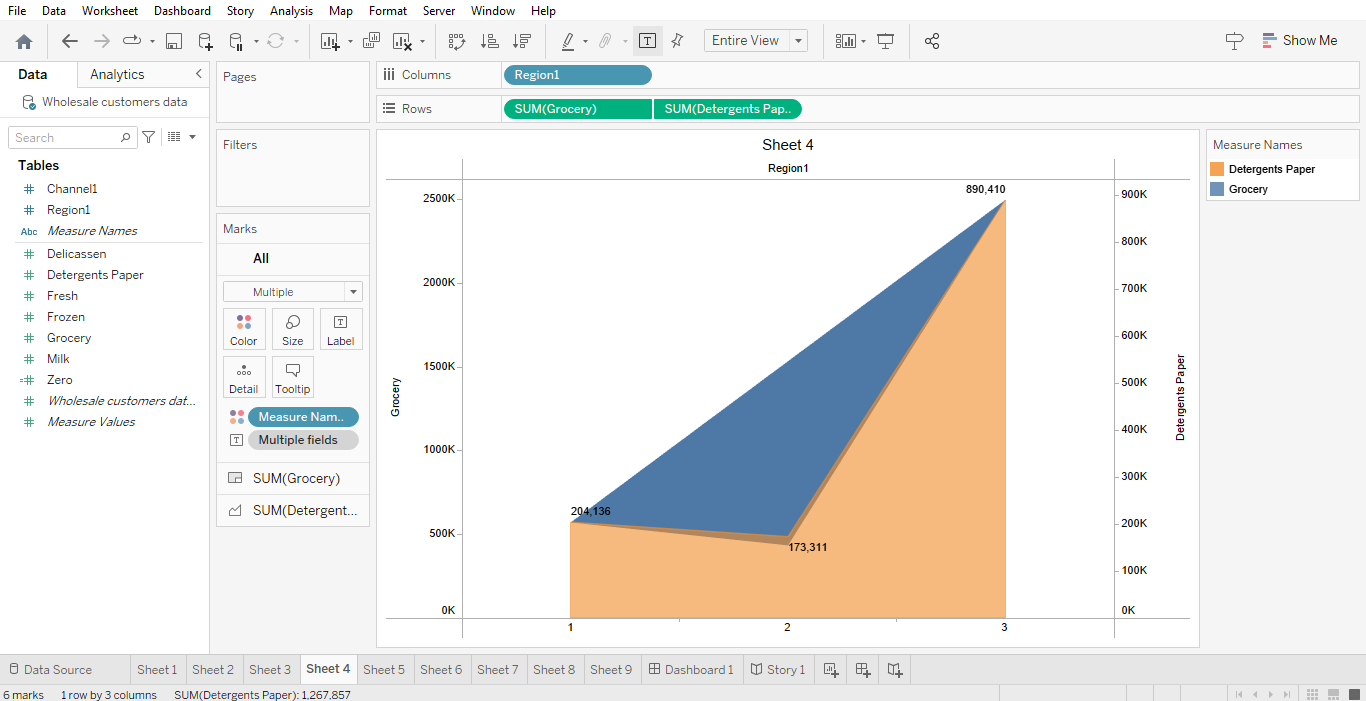 File Data Worksheet Dashboard Story Analysis Map Format Server Window Help
Entire View
Show Me
Data Analytics
Wholesale customers data
Search
Tables
Channel1
Region1
Abc Measure Names
Delicassen
Detergents Paper
Fresh
Frozen
Grocery
Milk
Zero
Wholesale customers dat...
Measure Values
Pages
Filters
Marks
All
Multiple
Color Size Label
Detail Tooltip
Measure Nam..
Multiple fields
SUM(Grocery)
SUM(Detergent...
Columns Region1
Rows SUM(Grocery) SUM(Detergents Pap..
Sheet 4
Region1
Grocery
2500K
2000K
1500K
1000K
500K
0K
890,410
204,136
173,311
1 2 3
900K
800K
700K
600K
500K
400K
300K
200K
100K
0K
Detergents Paper
Measure Names
Detergents Paper
Grocery
Data Source Sheet 1 Sheet 2 Sheet 3 Sheet 4 Sheet 5 Sheet 6 Sheet 7 Sheet 8 Sheet 9 Dashboard 1 Story 1
6 marks 1 row by 3 columns SUM(Detergents Paper): 1,267,857